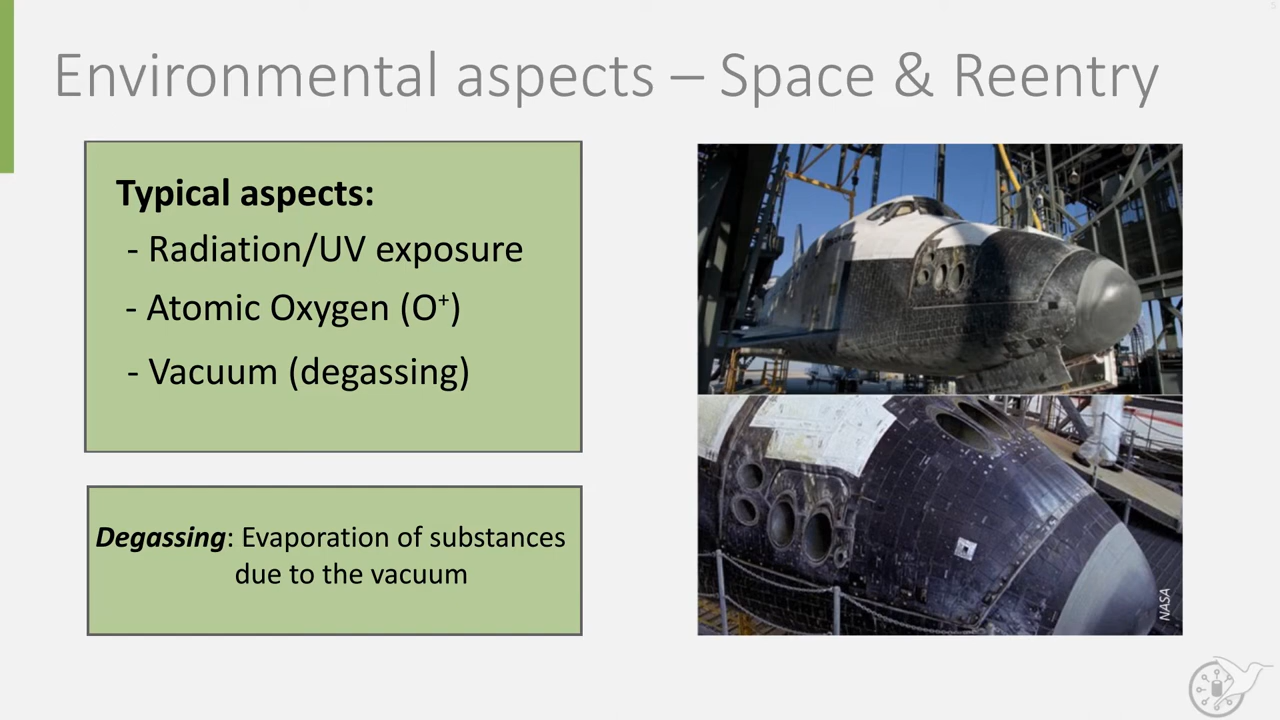 Environmental aspects – Space & Reentry
Typical aspects:
- Radiation/UV exposure
- Atomic Oxygen (O⁺)
- Vacuum (degassing)
Degassing: Evaporation of substances
due to the vacuum
NASA